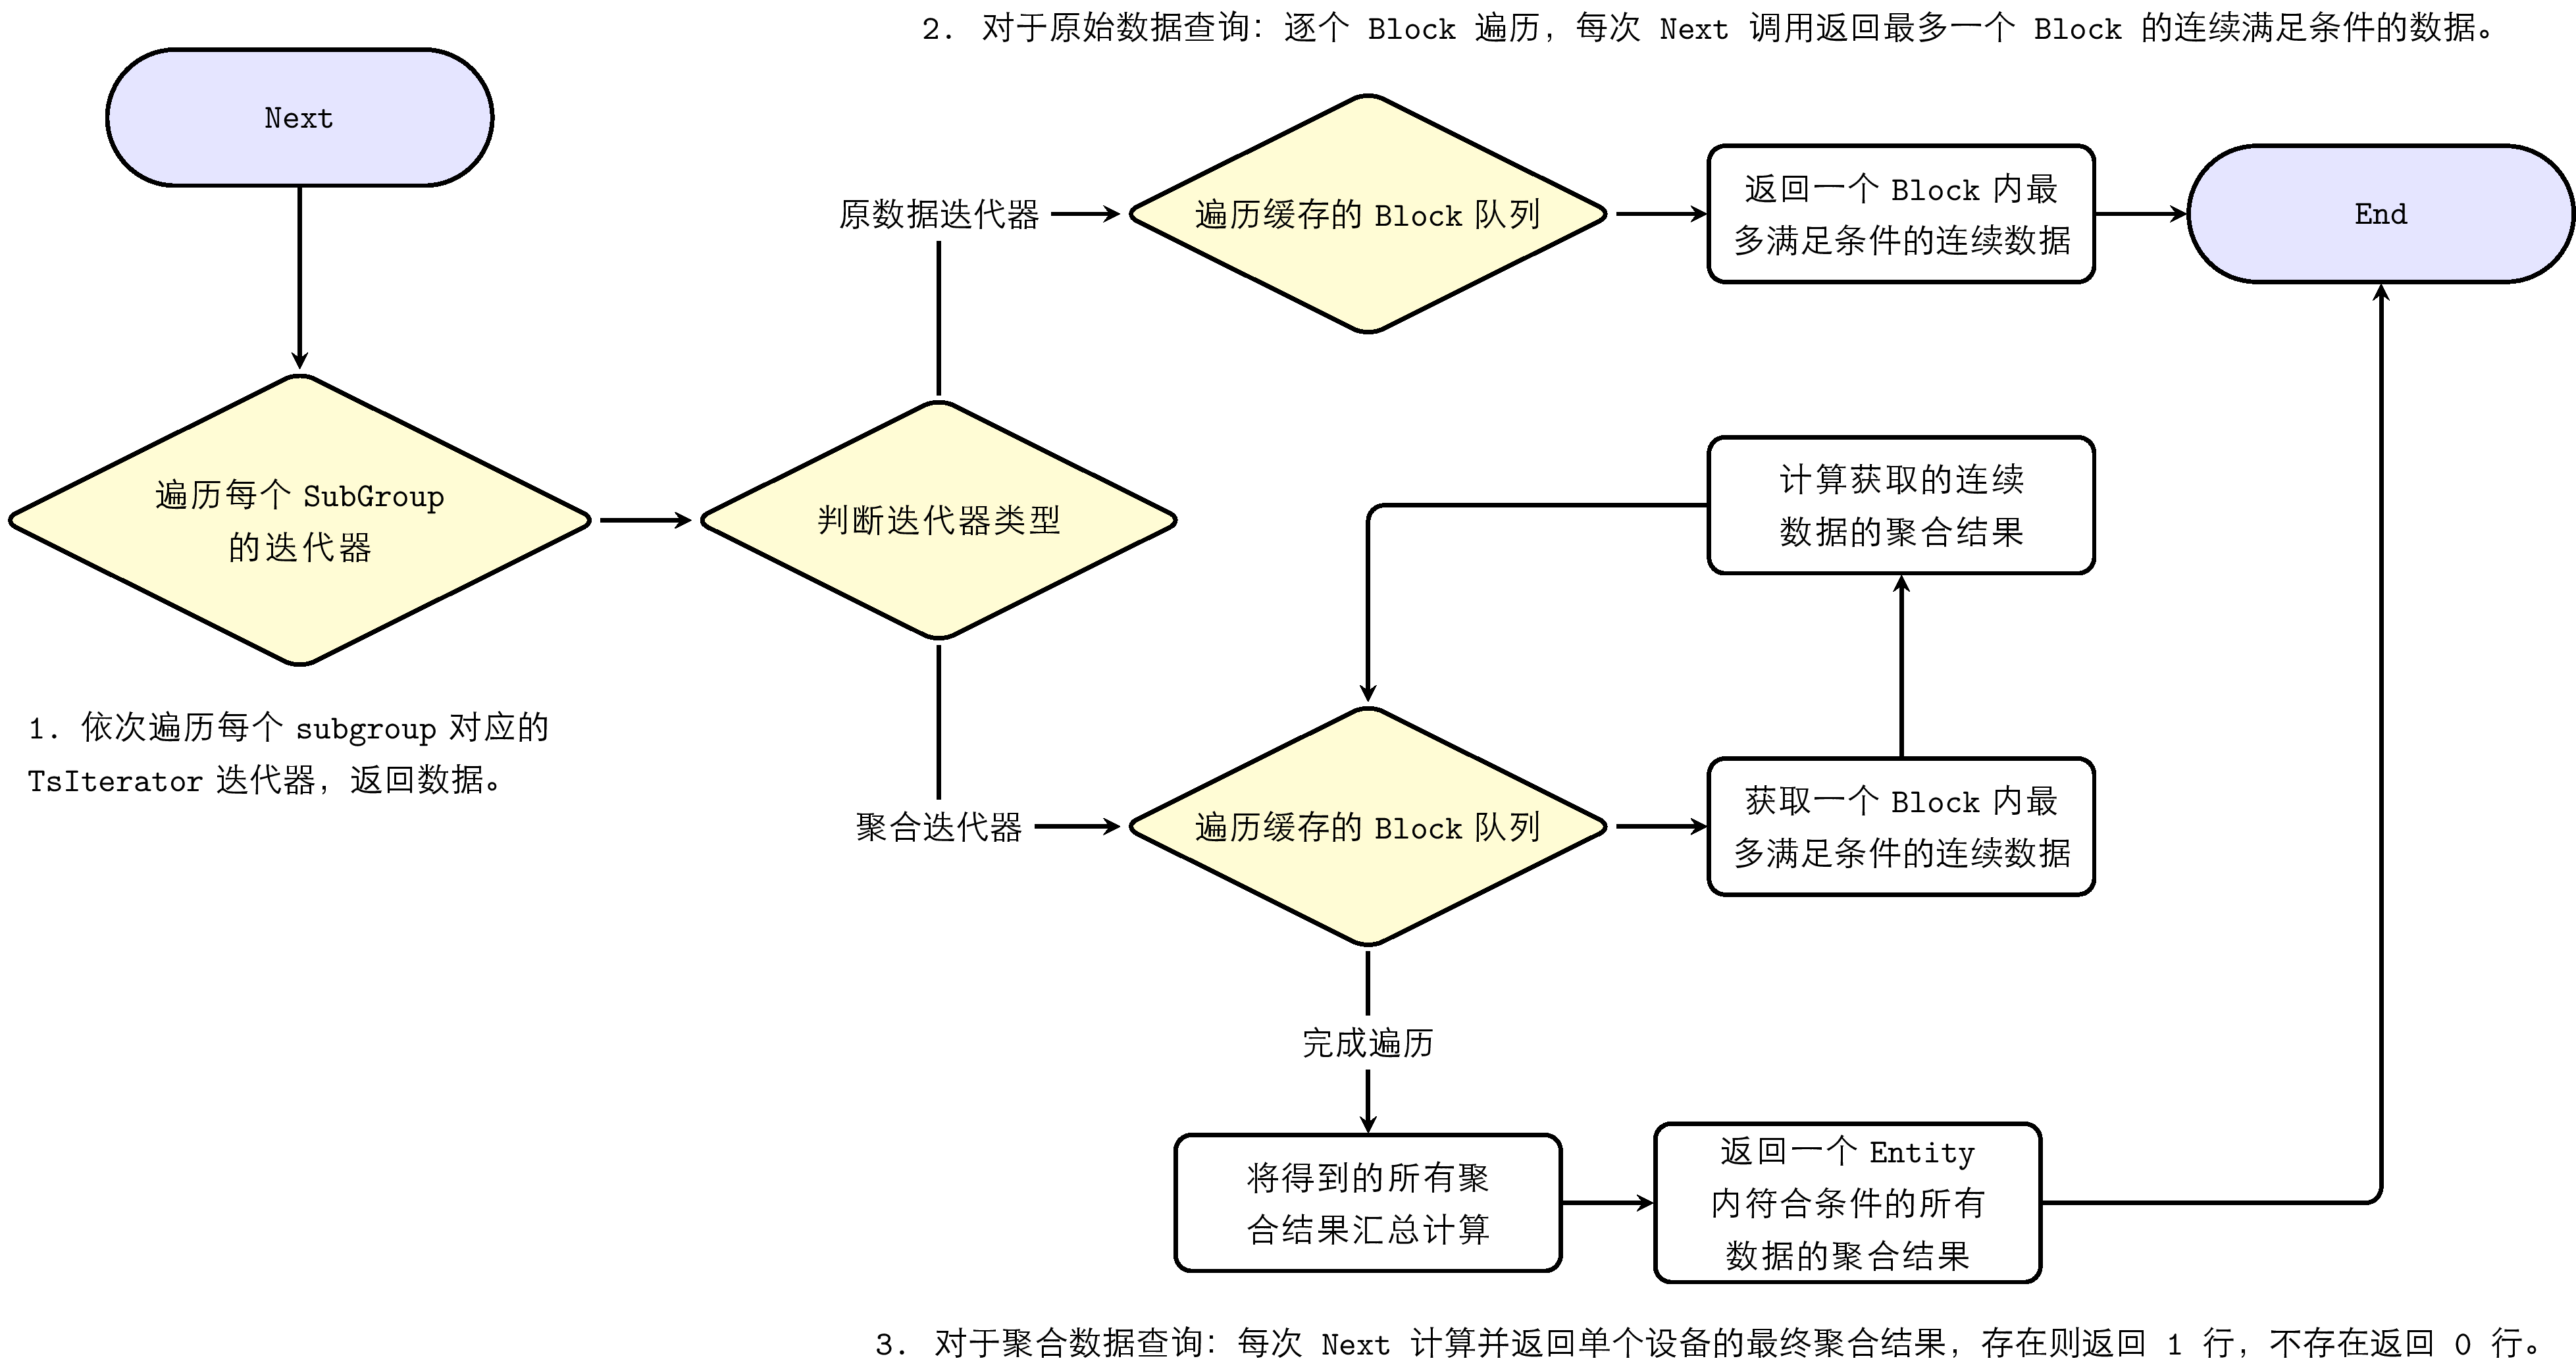 2. 对于原始数据查询：逐个 Block 遍历，每次 Next 调用返回最多一个 Block 的连续满足条件的数据。
Next
原数据迭代器
遍历缓存的 Block 队列
返回一个 Block 内最
多满足条件的连续数据
End
遍历每个 SubGroup
的迭代器
判断迭代器类型
计算获取的连续
数据的聚合结果
1. 依次遍历每个 subgroup 对应的
TsIterator 迭代器，返回数据。
聚合迭代器
遍历缓存的 Block 队列
获取一个 Block 内最
多满足条件的连续数据
完成遍历
将得到的所有聚
合结果汇总计算
返回一个 Entity
内符合条件的所有
数据的聚合结果
3. 对于聚合数据查询：每次 Next 计算并返回单个设备的最终聚合结果，存在则返回 1 行，不存在返回 0 行。